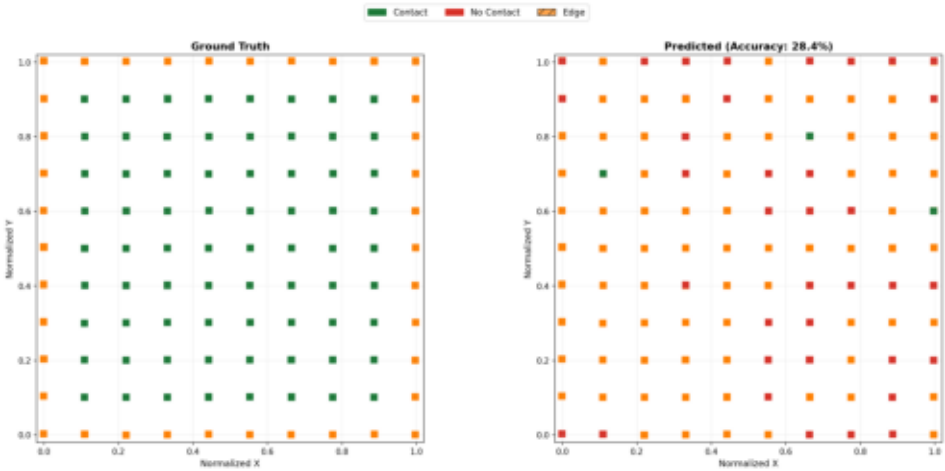 Contact No Contact Edge
Ground Truth
Predicted (Accuracy: 28.4%)
1.0
0.8
0.6
0.4
0.2
0.0
Normalized Y
0.0 0.2 0.4 0.6 0.8 1.0
Normalized X
1.0
0.8
0.6
0.4
0.2
0.0
Normalized Y
0.0 0.2 0.4 0.6 0.8 1.0
Normalized X